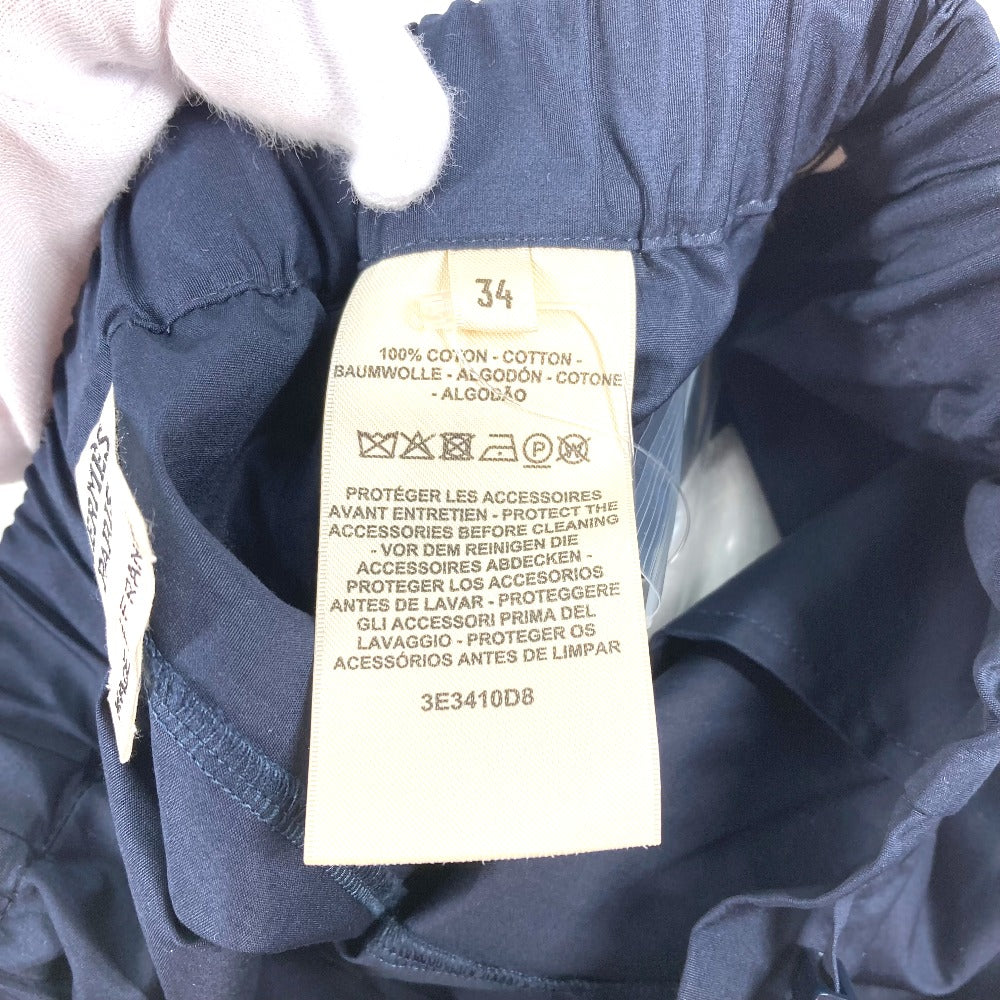 34
100% COTON - COTTON -
BAUMWOLLE - ALGODÓN - COTONE
- ALGODÃO
PROTÉGER LES ACCESSOIRES
AVANT ENTRETIEN - PROTECT THE
ACCESSORIES BEFORE CLEANING
- VOR DEM REINIGEN DIE
ACCESSOIRES ABDECKEN -
PROTEGER LOS ACCESORIOS
ANTES DE LAVAR - PROTEGGERE
GLI ACCESSORI PRIMA DEL
LAVAGGIO - PROTEGER OS
ACESSÓRIOS ANTES DE LIMPAR
3E3410D8
HERMES
PARIS